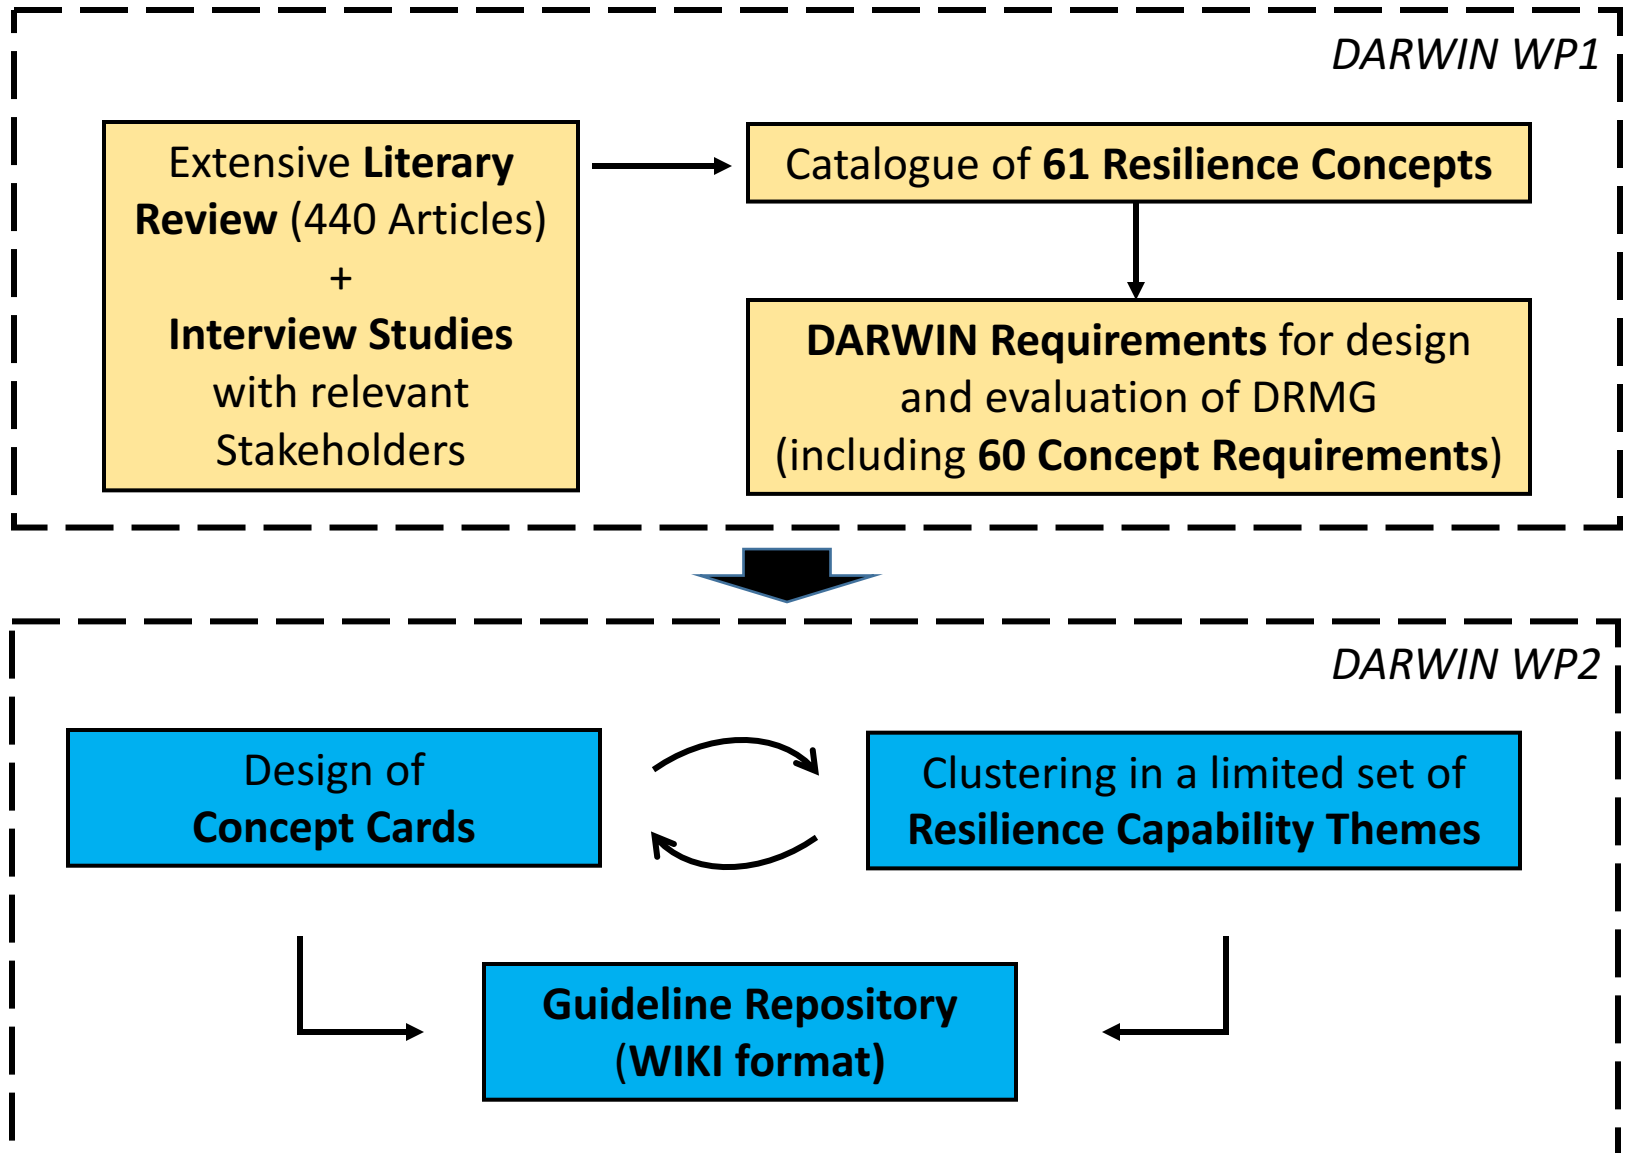 DARWIN WP1
Extensive Literary
Review (440 Articles)
+
Interview Studies
with relevant
Stakeholders
Catalogue of 61 Resilience Concepts
DARWIN Requirements for design
and evaluation of DRMG
(including 60 Concept Requirements)
DARWIN WP2
Design of
Concept Cards
Clustering in a limited set of
Resilience Capability Themes
Guideline Repository
(WIKI format)